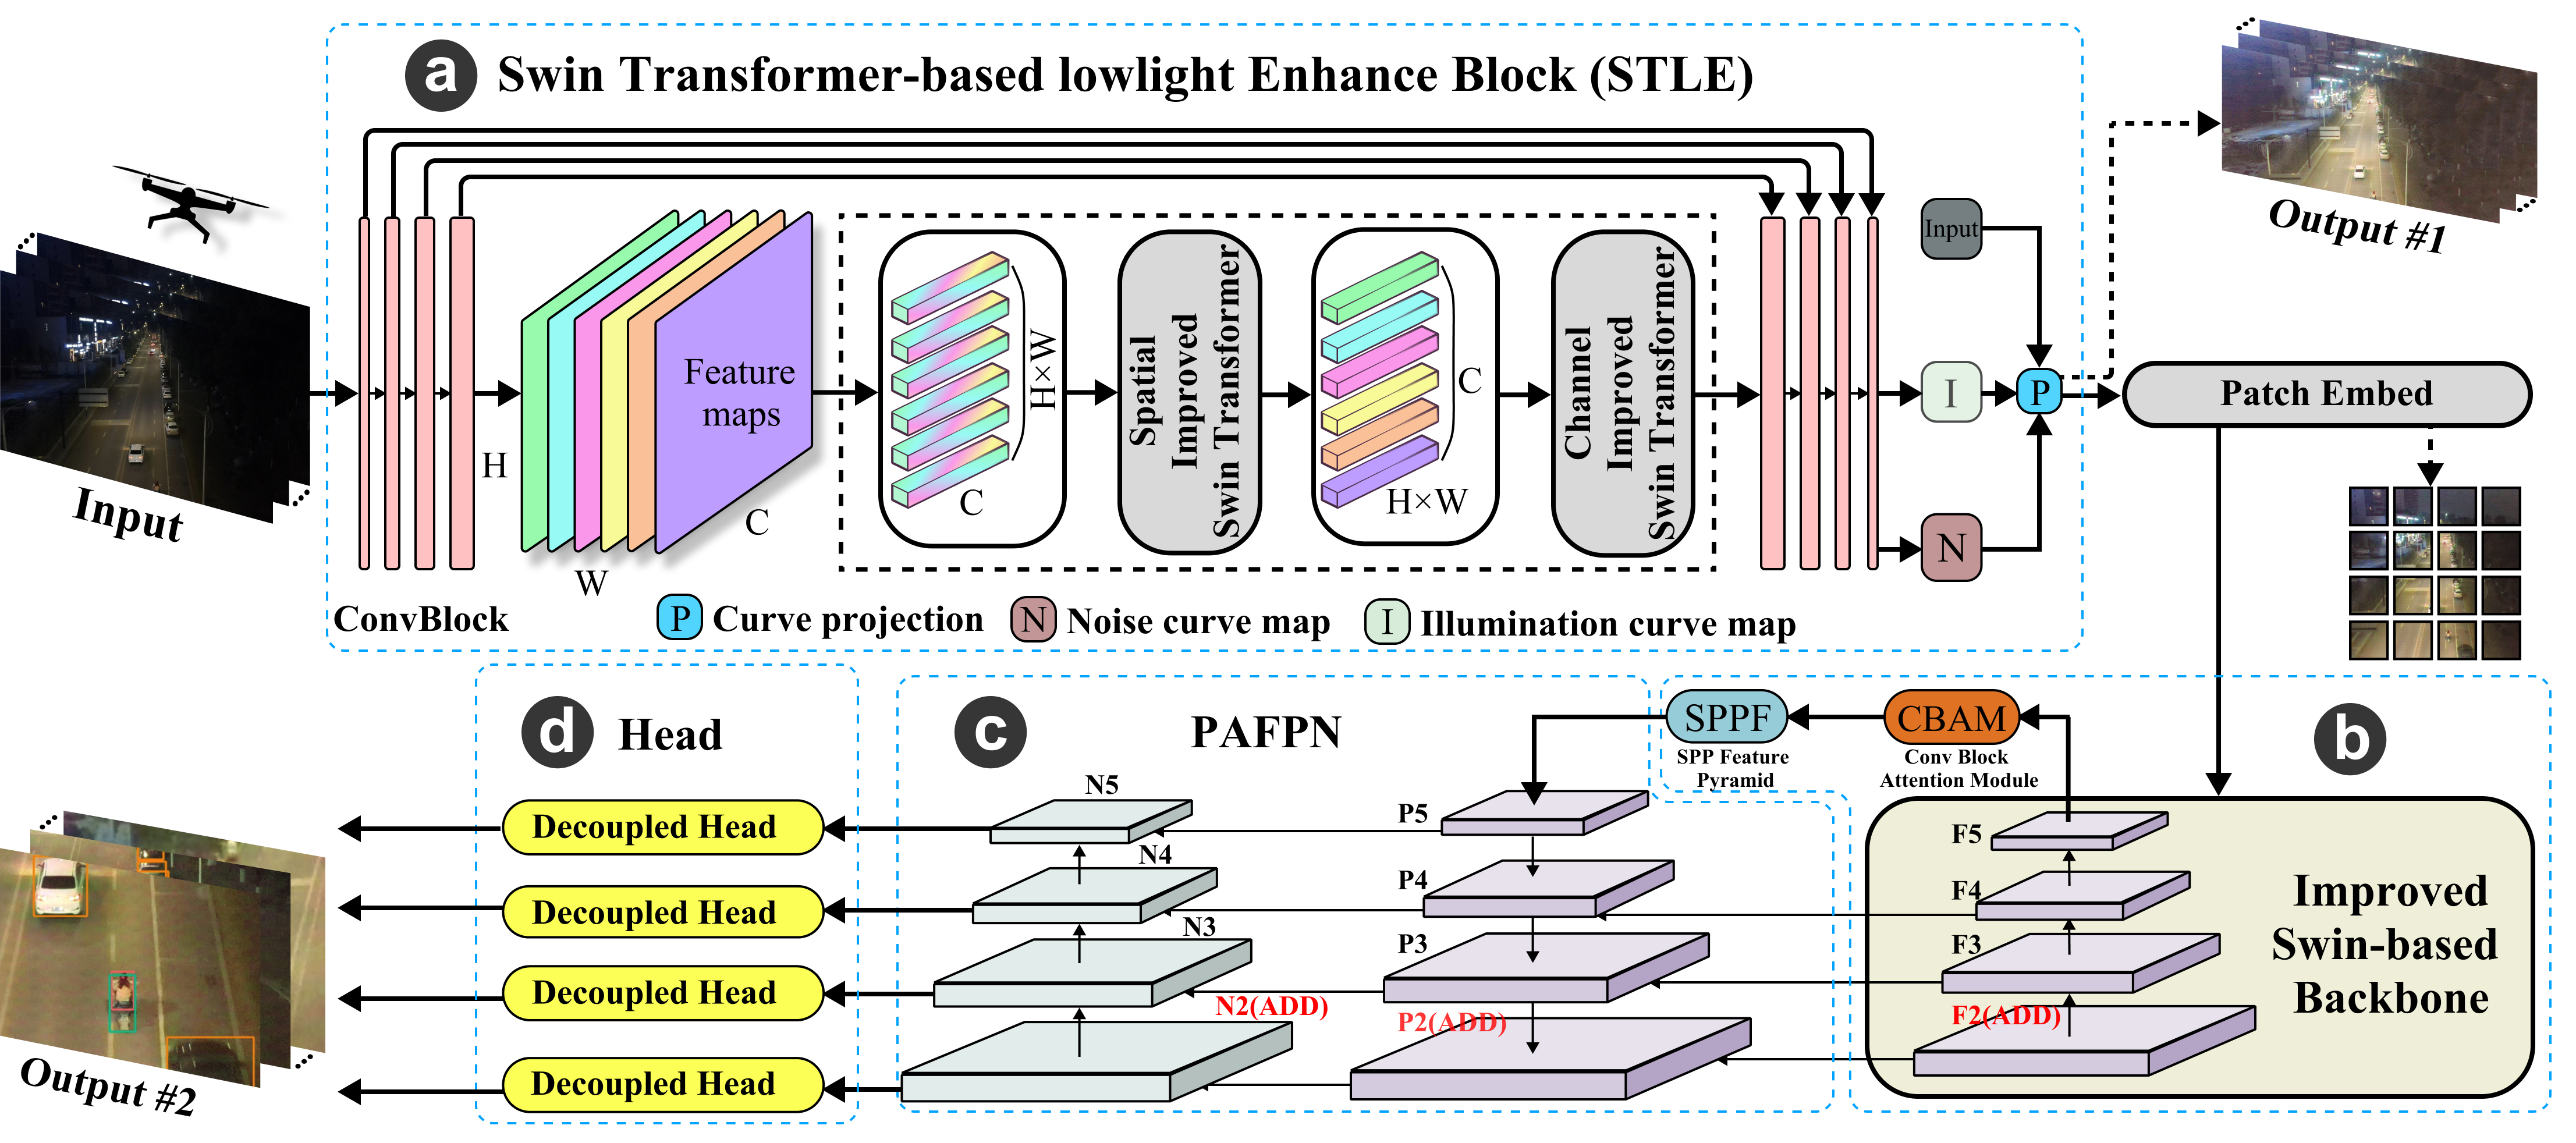 a Swin Transformer-based lowlight Enhance Block (STLE)
Output #1
Input
ConvBlock
H
W
C
Feature
maps
H×W
C
Spatial
Improved
Swin Transformer
C
H×W
Channel
Improved
Swin Transformer
Input
I
N
P
Patch Embed
P Curve projection
N Noise curve map
I Illumination curve map
d Head
Decoupled Head
Decoupled Head
Decoupled Head
Decoupled Head
Output #2
c PAFPN
N5
N4
N3
N2(ADD)
P5
P4
P3
P2(ADD)
SPPF
SPP Feature
Pyramid
CBAM
Conv Block
Attention Module
b
F5
F4
F3
F2(ADD)
Improved
Swin-based
Backbone